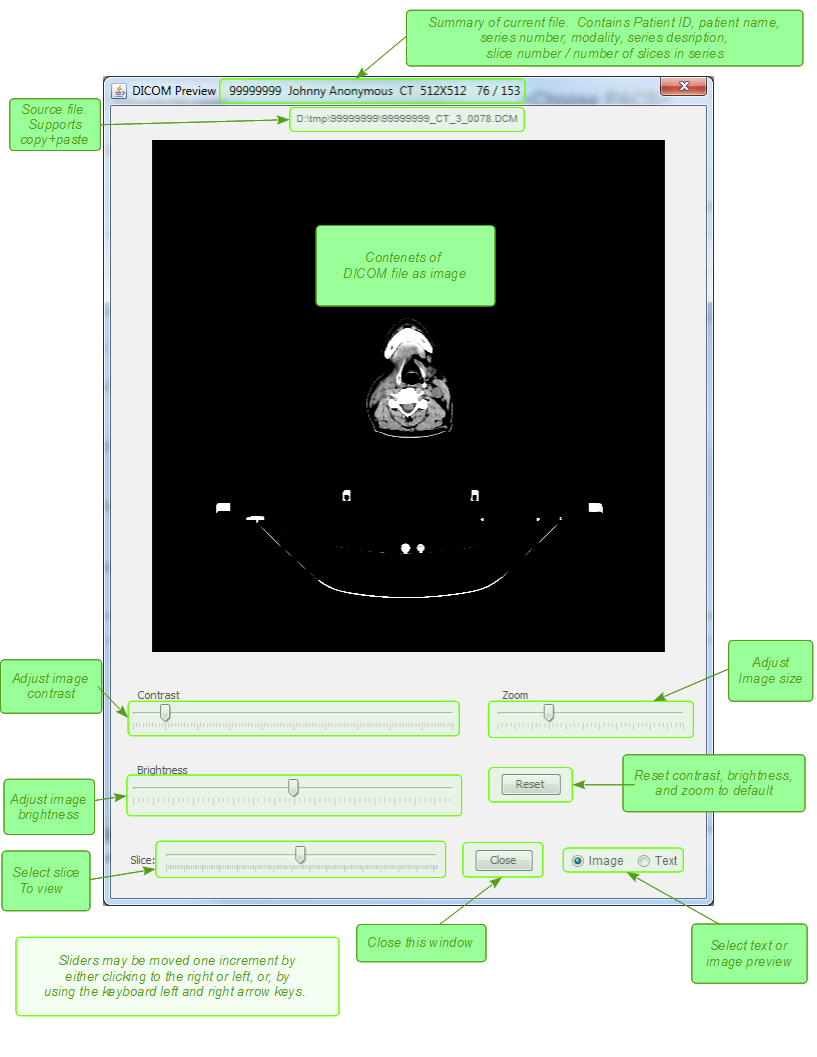 Summary of current file.  Contains Patient ID, patient name,
series number, modality, series desription,
slice number / number of slices in series
DICOM Preview  99999999  Johnny Anonymous  CT  512X512  76 / 153
Source file.
Supports
copy+paste
D:\tmp\99999999\99999999_CT_3_0078.DCM
Contenets of
DICOM file as image
Adjust image
contrast
Contrast
Zoom
Adjust
Image size
Adjust image
brightness
Brightness
Reset
Reset contrast, brightness,
and zoom to default
Select slice
To view
Slice:
Close
Image
Text
Close this window
Select text or
image preview
Sliders may be moved one increment by
either clicking to the right or left, or, by
using the keyboard left and right arrow keys.